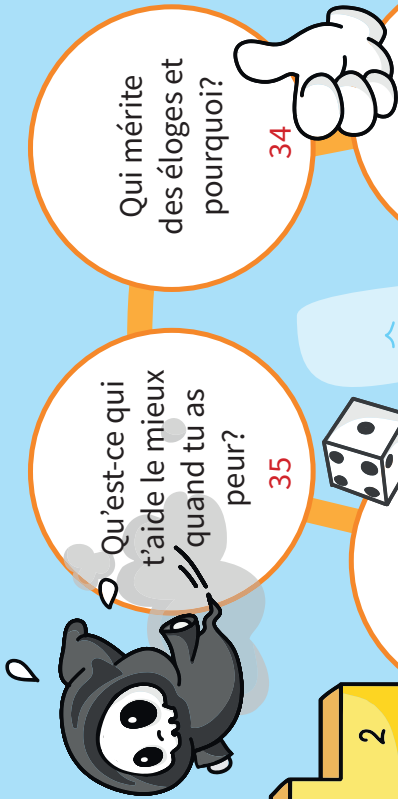 Qui mérite
des éloges et
pourquoi?
34
Qu'est-ce qui
t'aide le mieux
quand tu as
peur?
35
2